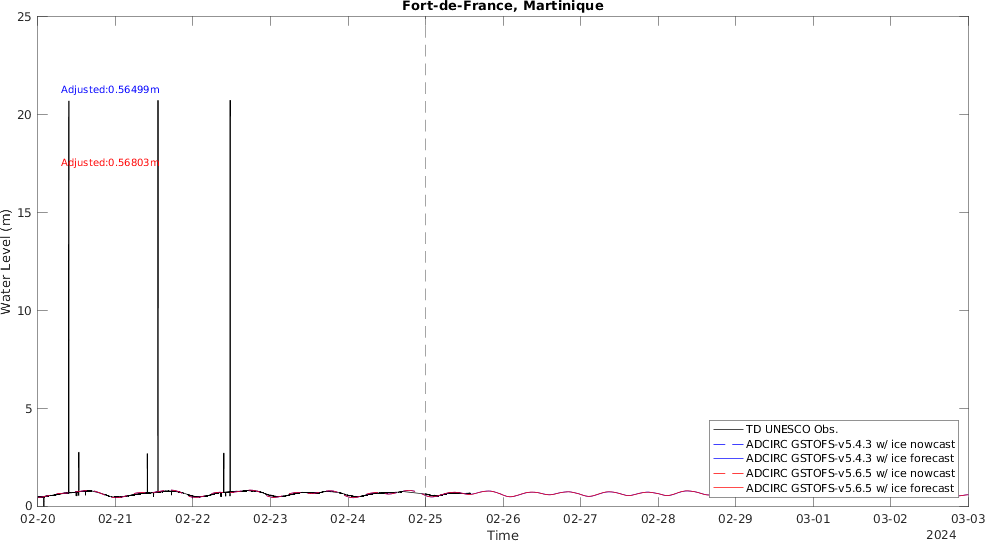 Fort-de-France, Martinique
25
20
15
10
5
0
Water Level (m)
Adjusted:0.56499m
Adjusted:0.56803m
TD UNESCO Obs.
ADCIRC GSTOFS-v5.4.3 w/ ice nowcast
ADCIRC GSTOFS-v5.4.3 w/ ice forecast
ADCIRC GSTOFS-v5.6.5 w/ ice nowcast
ADCIRC GSTOFS-v5.6.5 w/ ice forecast
02-20 02-21 02-22 02-23 02-24 02-25 02-26 02-27 02-28 02-29 03-01 03-02 03-03
Time
2024